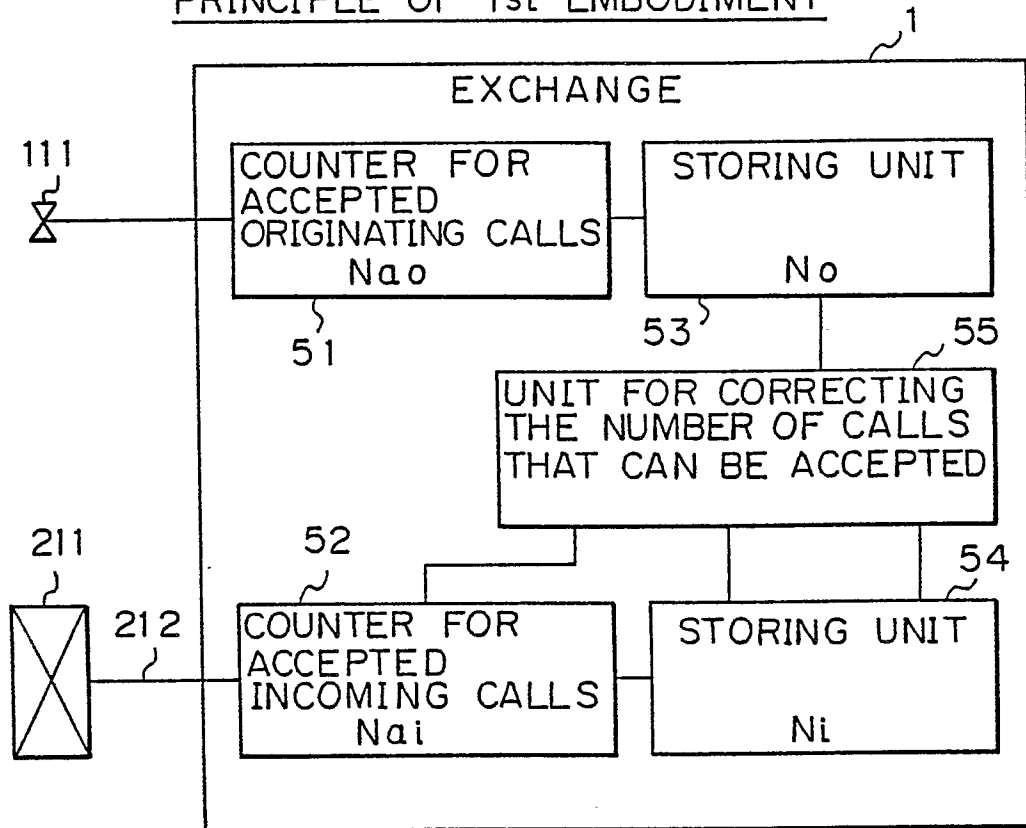 PRINCIPLE OF 1st EMBODIMENT
1
EXCHANGE
111
COUNTER FOR
ACCEPTED
ORIGINATING CALLS
Nao
51
STORING UNIT
No
53
55
UNIT FOR CORRECTING
THE NUMBER OF CALLS
THAT CAN BE ACCEPTED
211
212
52
COUNTER FOR
ACCEPTED
INCOMING CALLS
Nai
54
STORING UNIT
Ni